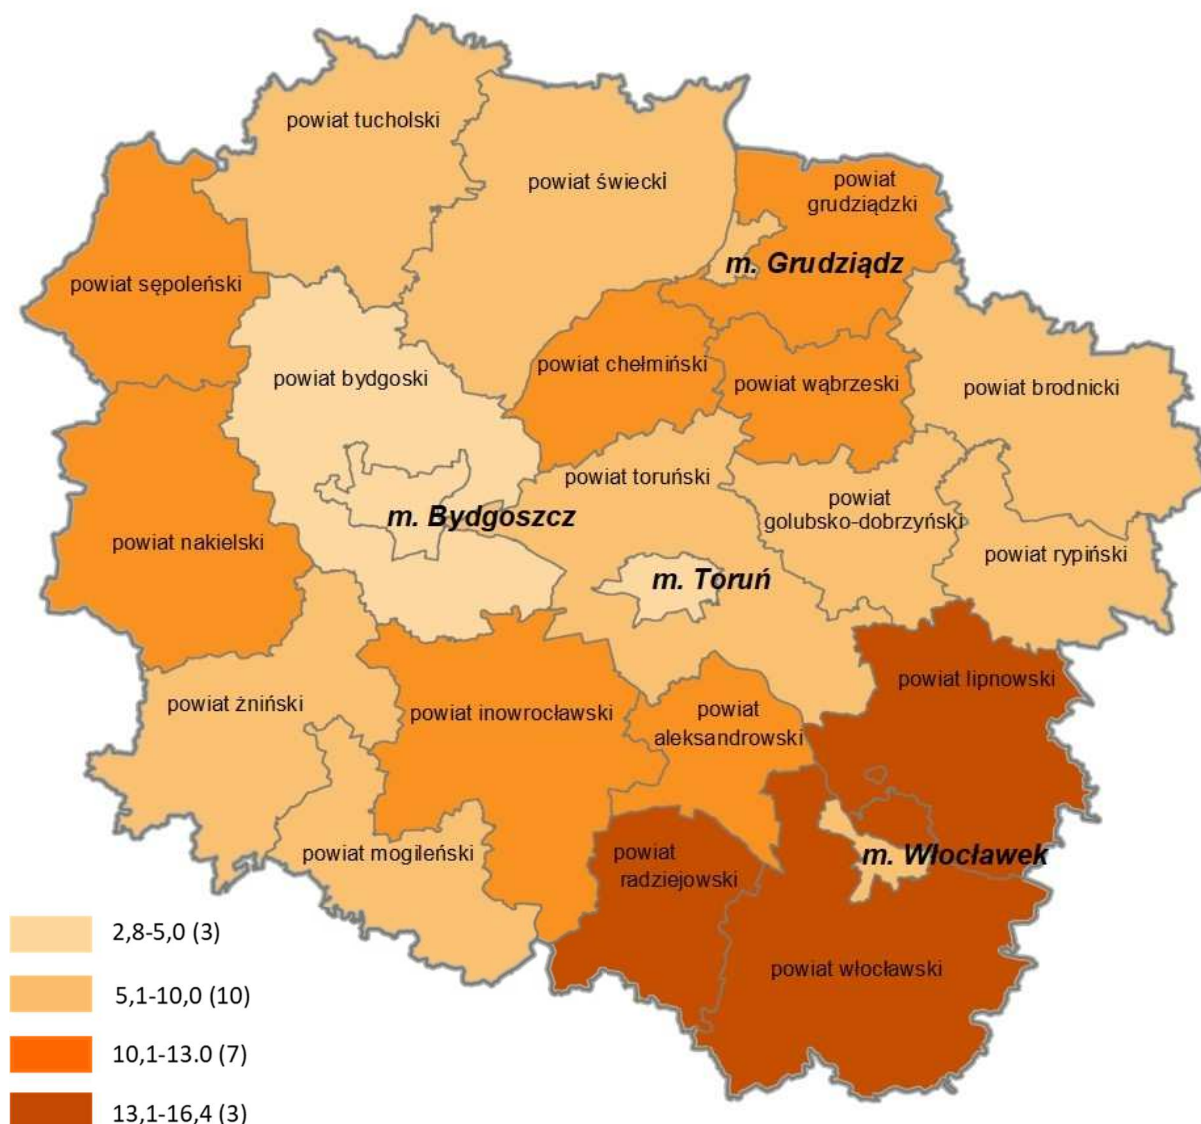 powiat tucholski
powiat świecki
powiat
grudziądzki
m. Grudziądz
powiat sępoleński
powiat bydgoski
powiat chełmiński
powiat wąbrzeski
powiat brodnicki
powiat toruński
powiat
golubsko-dobrzyński
m. Bydgoszcz
powiat nakielski
powiat rypiński
m. Toruń
powiat lipnowski
powiat żniński
powiat inowrocławski
powiat
aleksandrowski
powiat mogileński
powiat
radziejowski
m. Włocławek
powiat włocławski
2,8-5,0 (3)
5,1-10,0 (10)
10,1-13.0 (7)
13,1-16,4 (3)